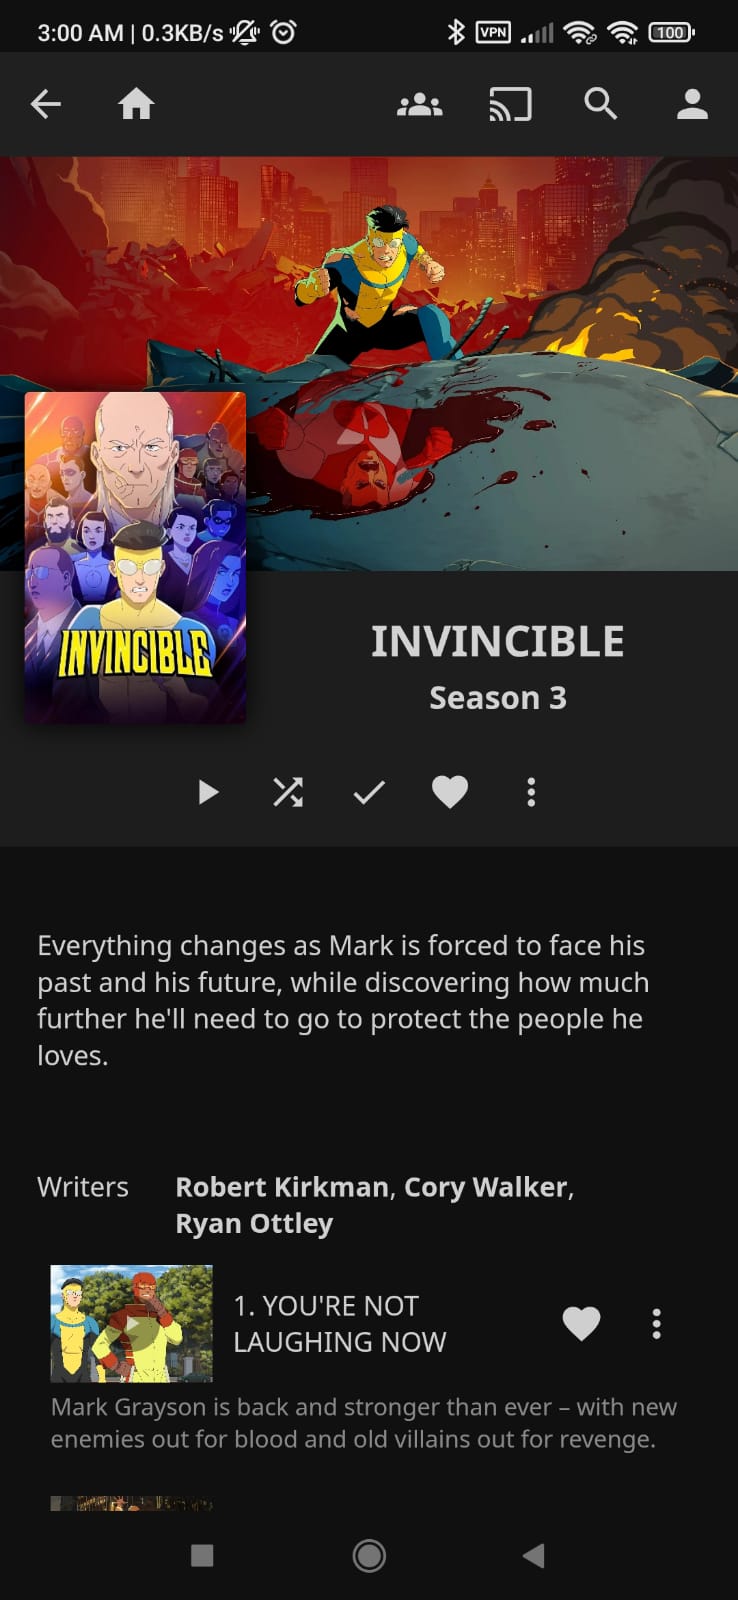 3:00 AM | 0.3KB/s
VPN
100
INVINCIBLE
INVINCIBLE
Season 3
Everything changes as Mark is forced to face his
past and his future, while discovering how much
further he'll need to go to protect the people he
loves.
Writers Robert Kirkman, Cory Walker,
Ryan Ottley
1. YOU'RE NOT
LAUGHING NOW
Mark Grayson is back and stronger than ever – with new
enemies out for blood and old villains out for revenge.